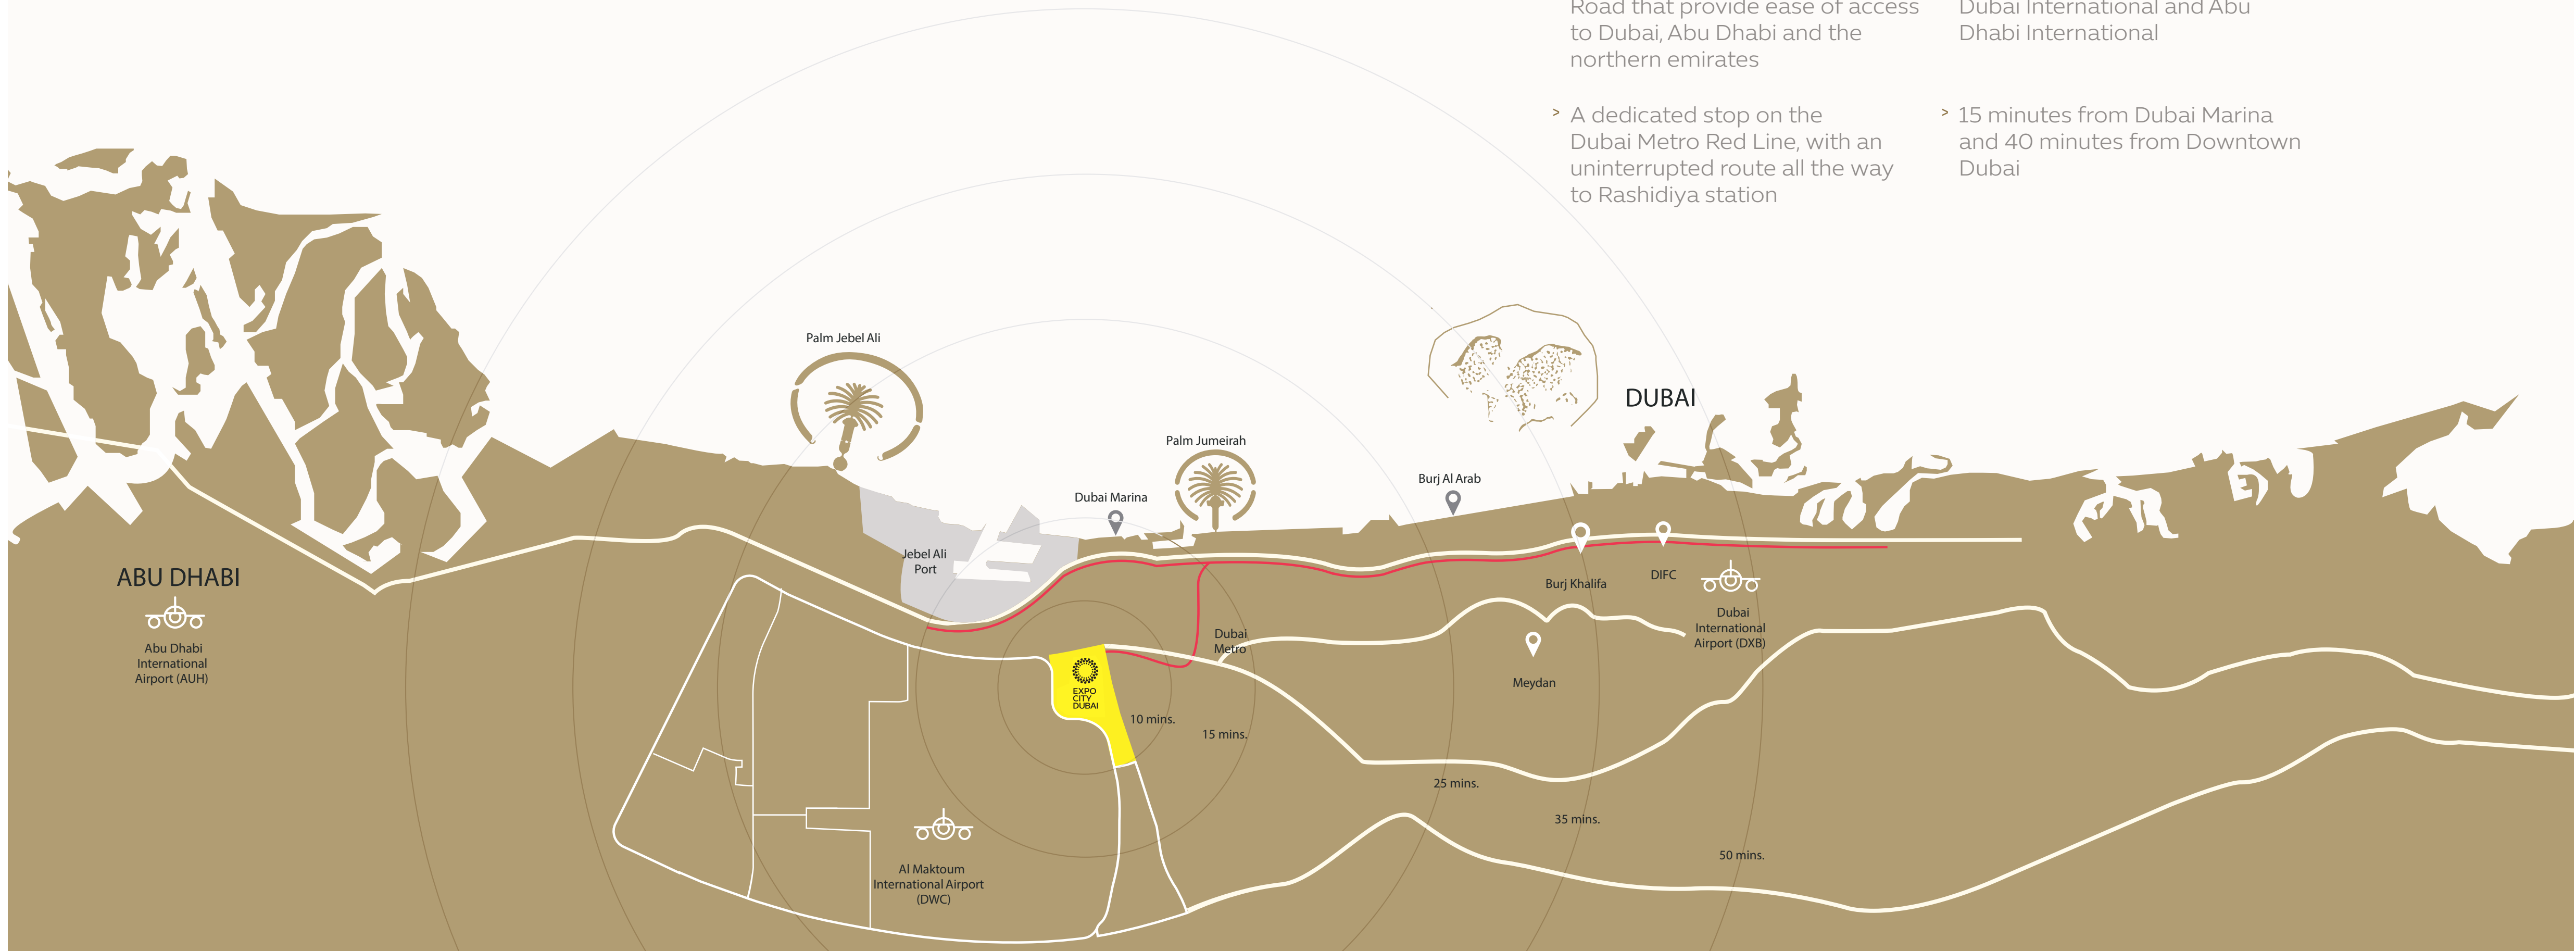 Road that provide ease of access
to Dubai, Abu Dhabi and the
northern emirates
> A dedicated stop on the
Dubai Metro Red Line, with an
uninterrupted route all the way
to Rashidiya station
Dubai International and Abu
Dhabi International
> 15 minutes from Dubai Marina
and 40 minutes from Downtown
Dubai
Palm Jebel Ali
DUBAI
Palm Jumeirah
Burj Al Arab
Dubai Marina
Jebel Ali
Port
ABU DHABI
Abu Dhabi
International
Airport (AUH)
Burj Khalifa
DIFC
Dubai
International
Airport (DXB)
Dubai
Metro
Meydan
EXPO
CITY
DUBAI
10 mins.
15 mins.
25 mins.
35 mins.
50 mins.
Al Maktoum
International Airport
(DWC)